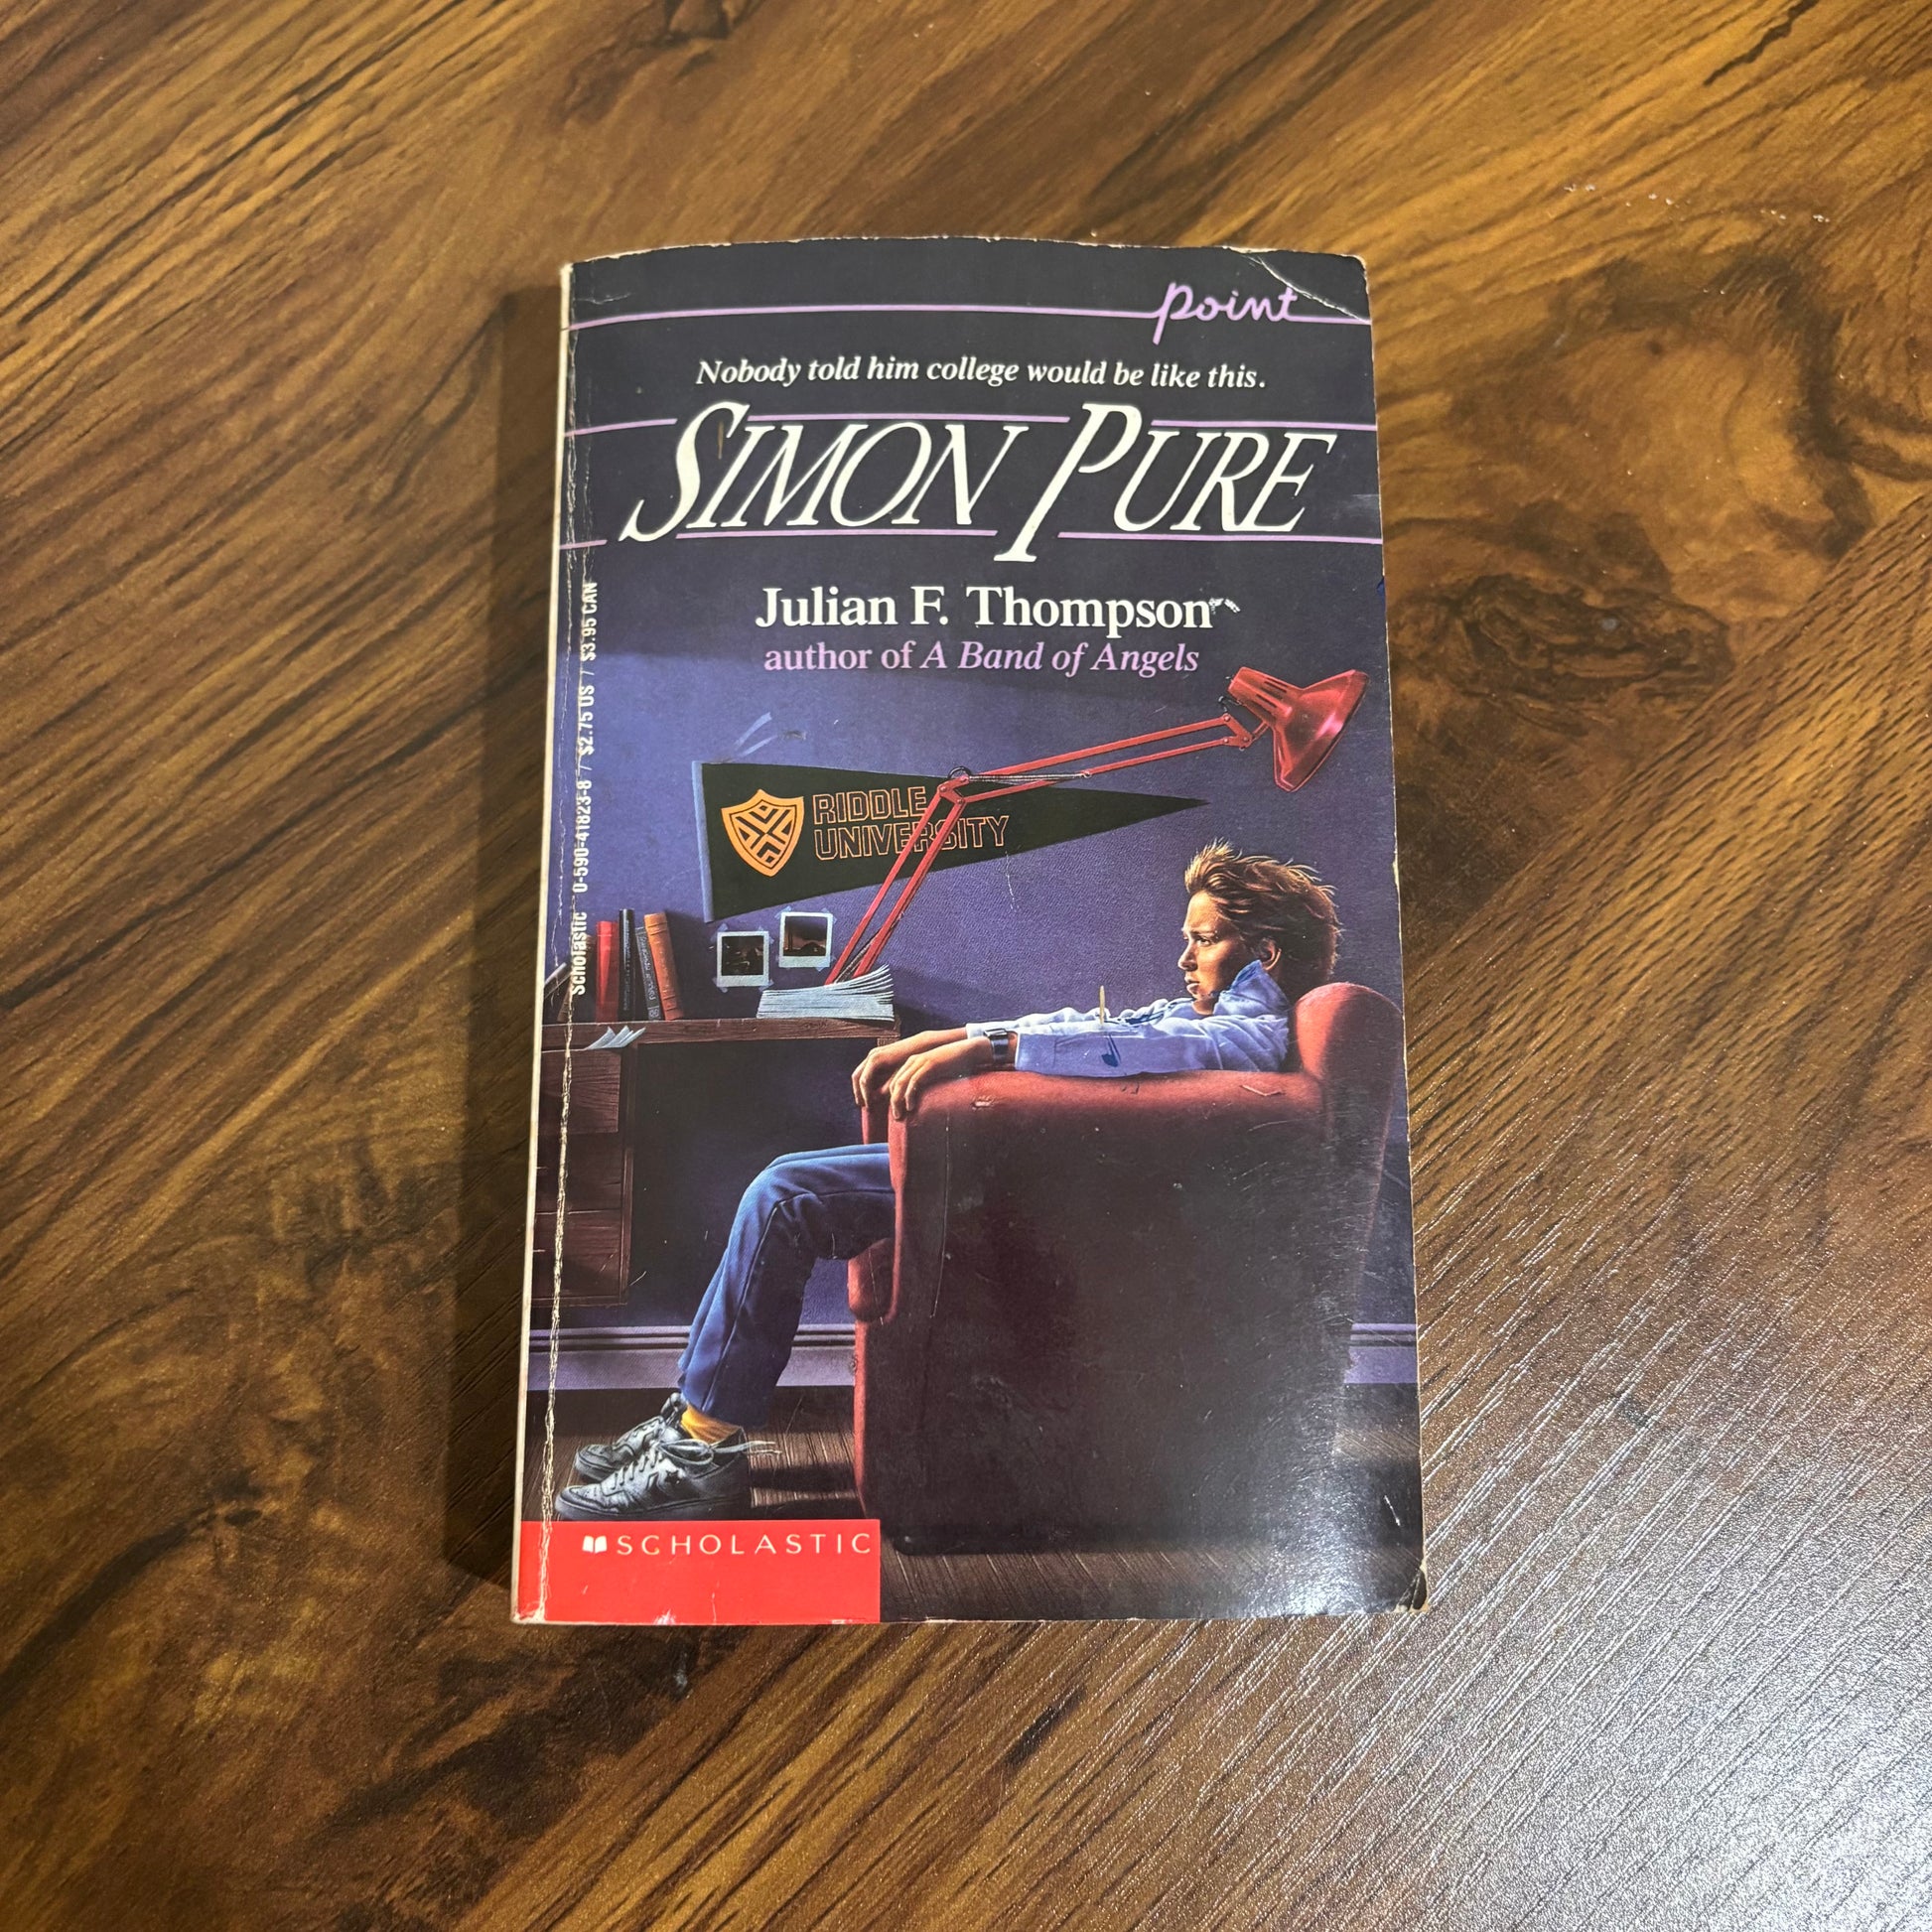 point
Nobody told him college would be like this.
SIMON PURE
Julian F. Thompson
author of A Band of Angels
RIDDLE
UNIVERSITY
Scholastic 0-590-41823-8 / $2.75 US / $3.95 CAN
SCHOLASTIC